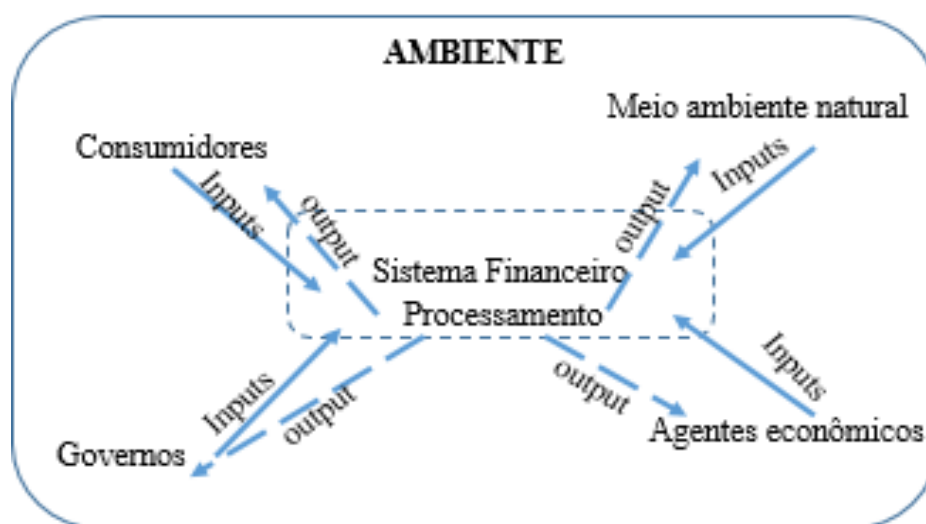 AMBIENTE
Meio ambiente natural
Consumidores
Inputs
output
output
Inputs
Sistema Financeiro
Processamento
Inputs
output
output
Inputs
Governos
Agentes econômicos